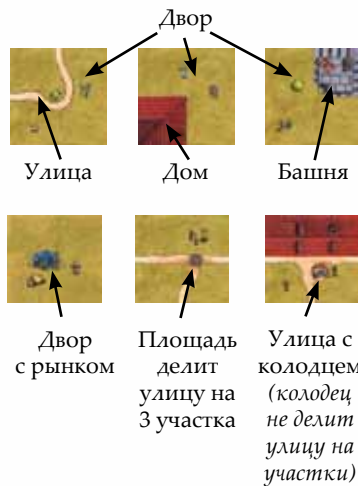 Двор
Улица
Дом
Башня
Двор
с рынком
Площадь
делит
улицу на
3 участка
Улица с
колодцем
(колодец
не делит
улицу на
участки)